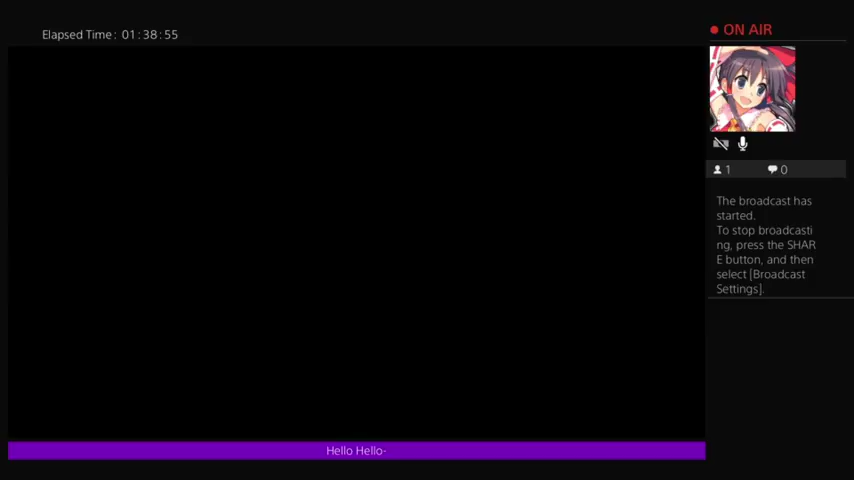 Elapsed Time: 01:38:55
ON AIR
1 0
The broadcast has
started.
To stop broadcasti
ng, press the SHAR
E button, and then
select [Broadcast
Settings].
Hello Hello-